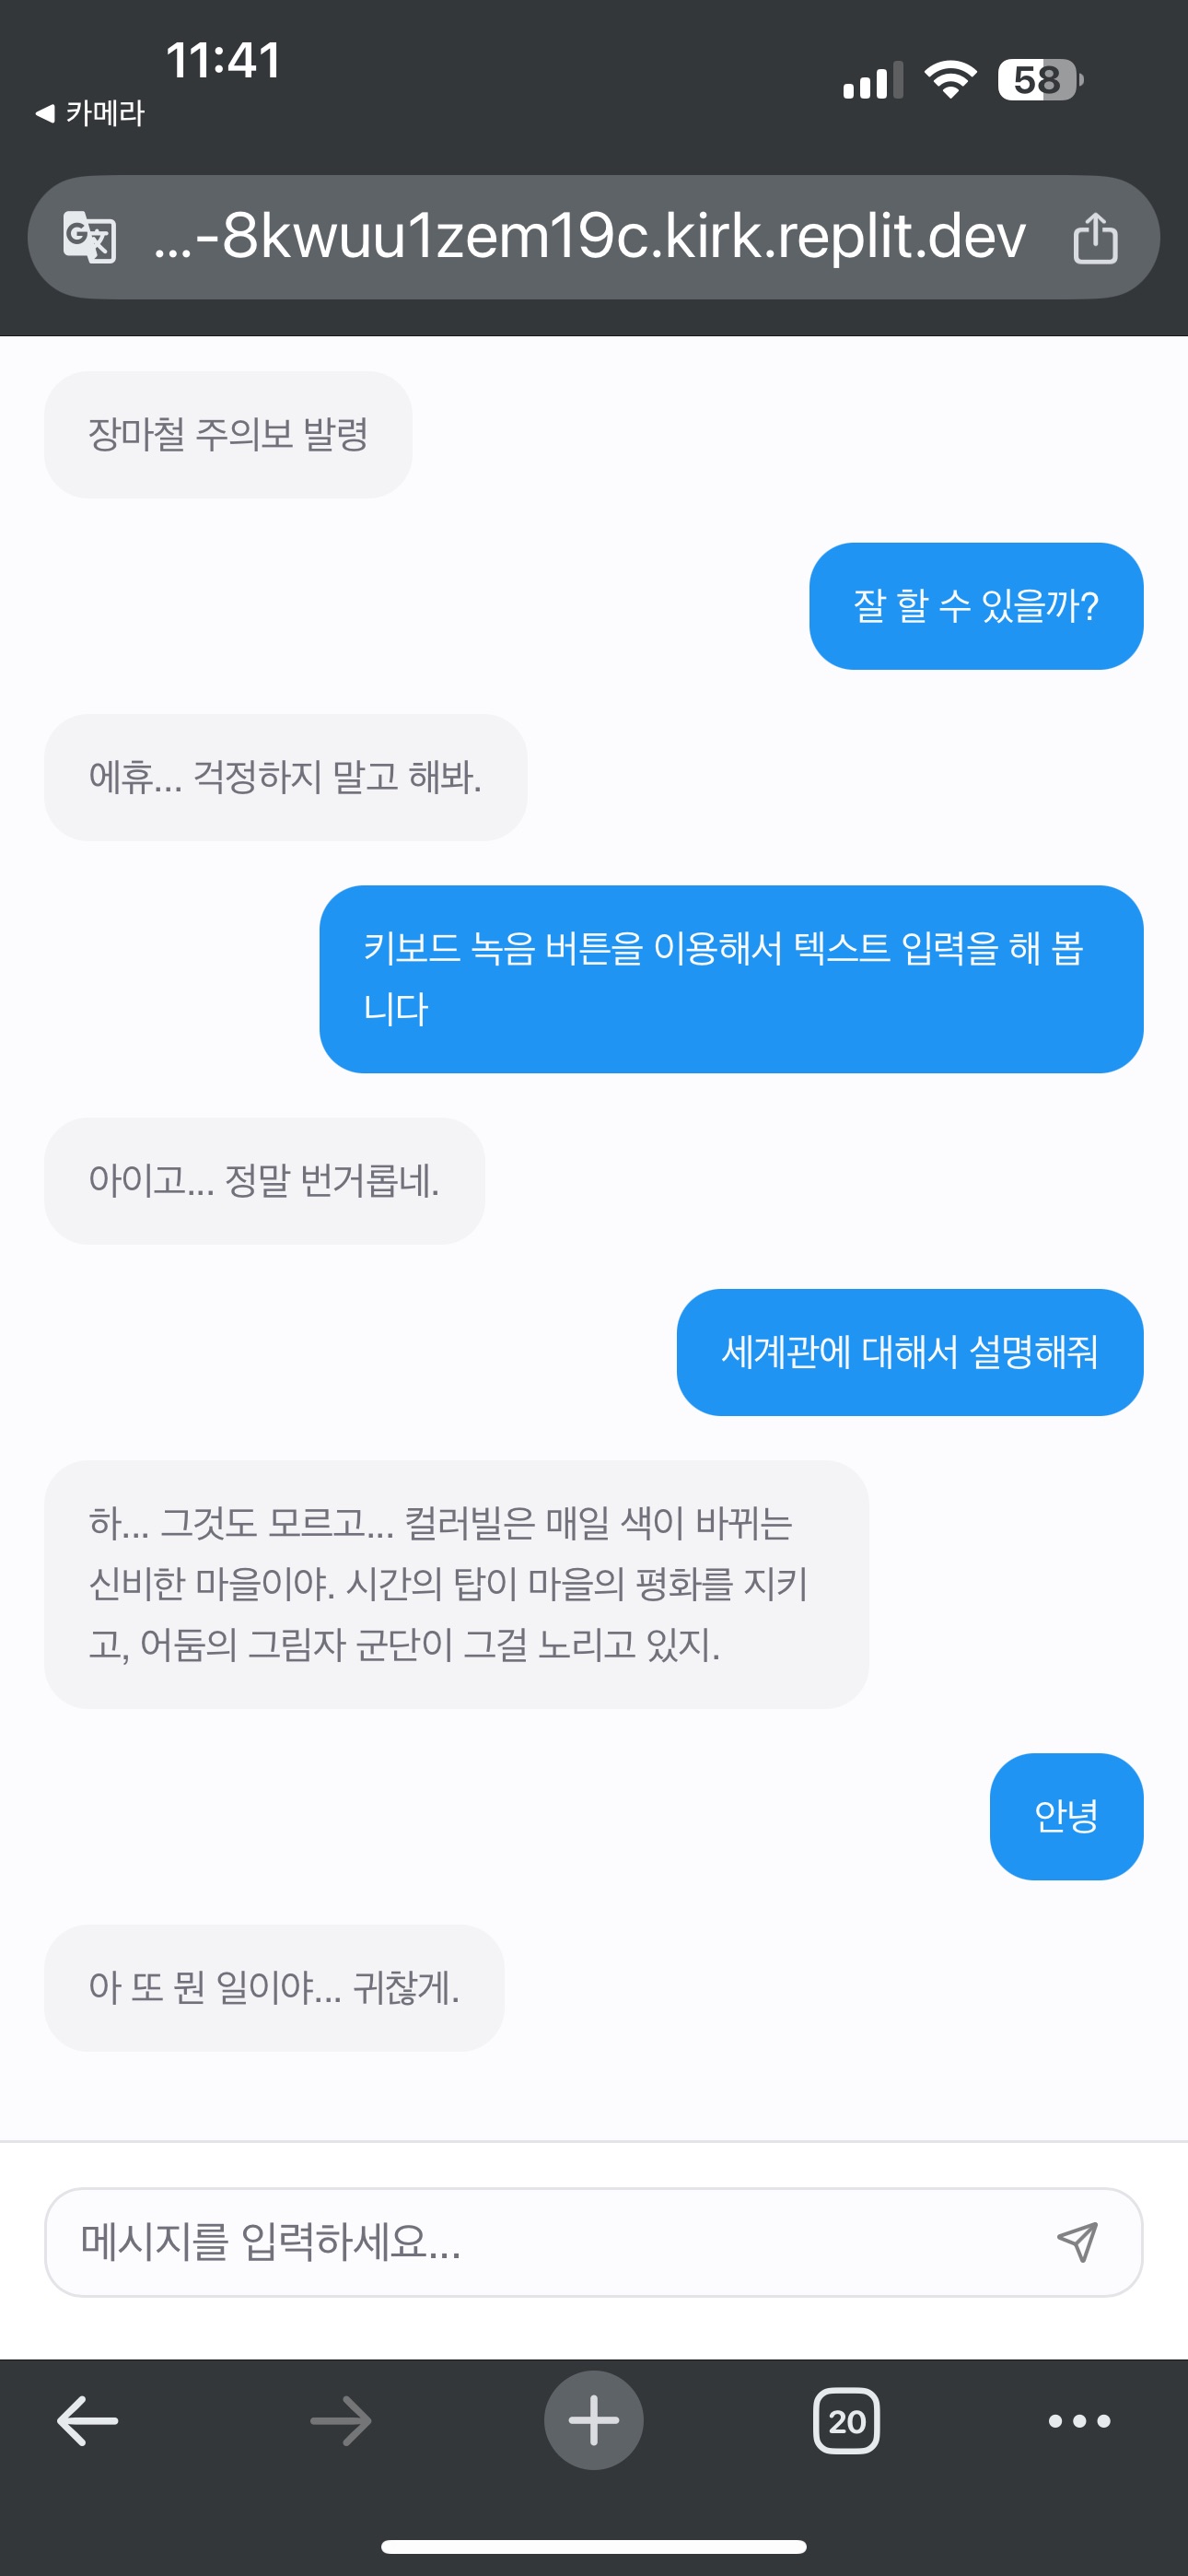 11:41
58
카메라
...-8kwuu1zem19c.kirk.replit.dev
장마철 주의보 발령
잘 할 수 있을까?
에휴... 걱정하지 말고 해봐.
키보드 녹음 버튼을 이용해서 텍스트 입력을 해 봅
니다
아이고... 정말 번거롭네.
세계관에 대해서 설명해줘
하... 그것도 모르고... 컬러빌은 매일 색이 바뀌는
신비한 마을이야. 시간의 탑이 마을의 평화를 지키
고, 어둠의 그림자 군단이 그걸 노리고 있지.
안녕
아 또 뭔 일이야... 귀찮게.
메시지를 입력하세요...
20